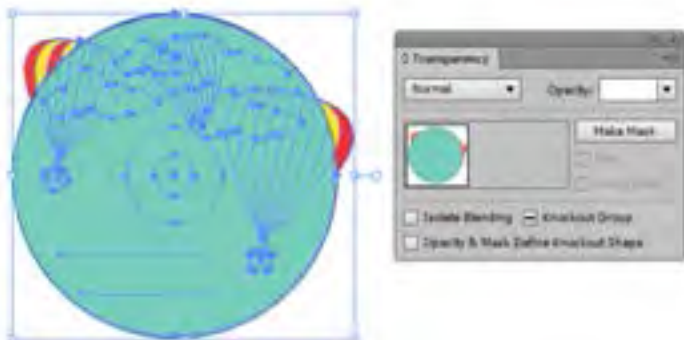 Transparency
Normal Opacity:
Make Mask
Isolate Blending Knockout Group
Opacity & Mask Define Knockout Shape